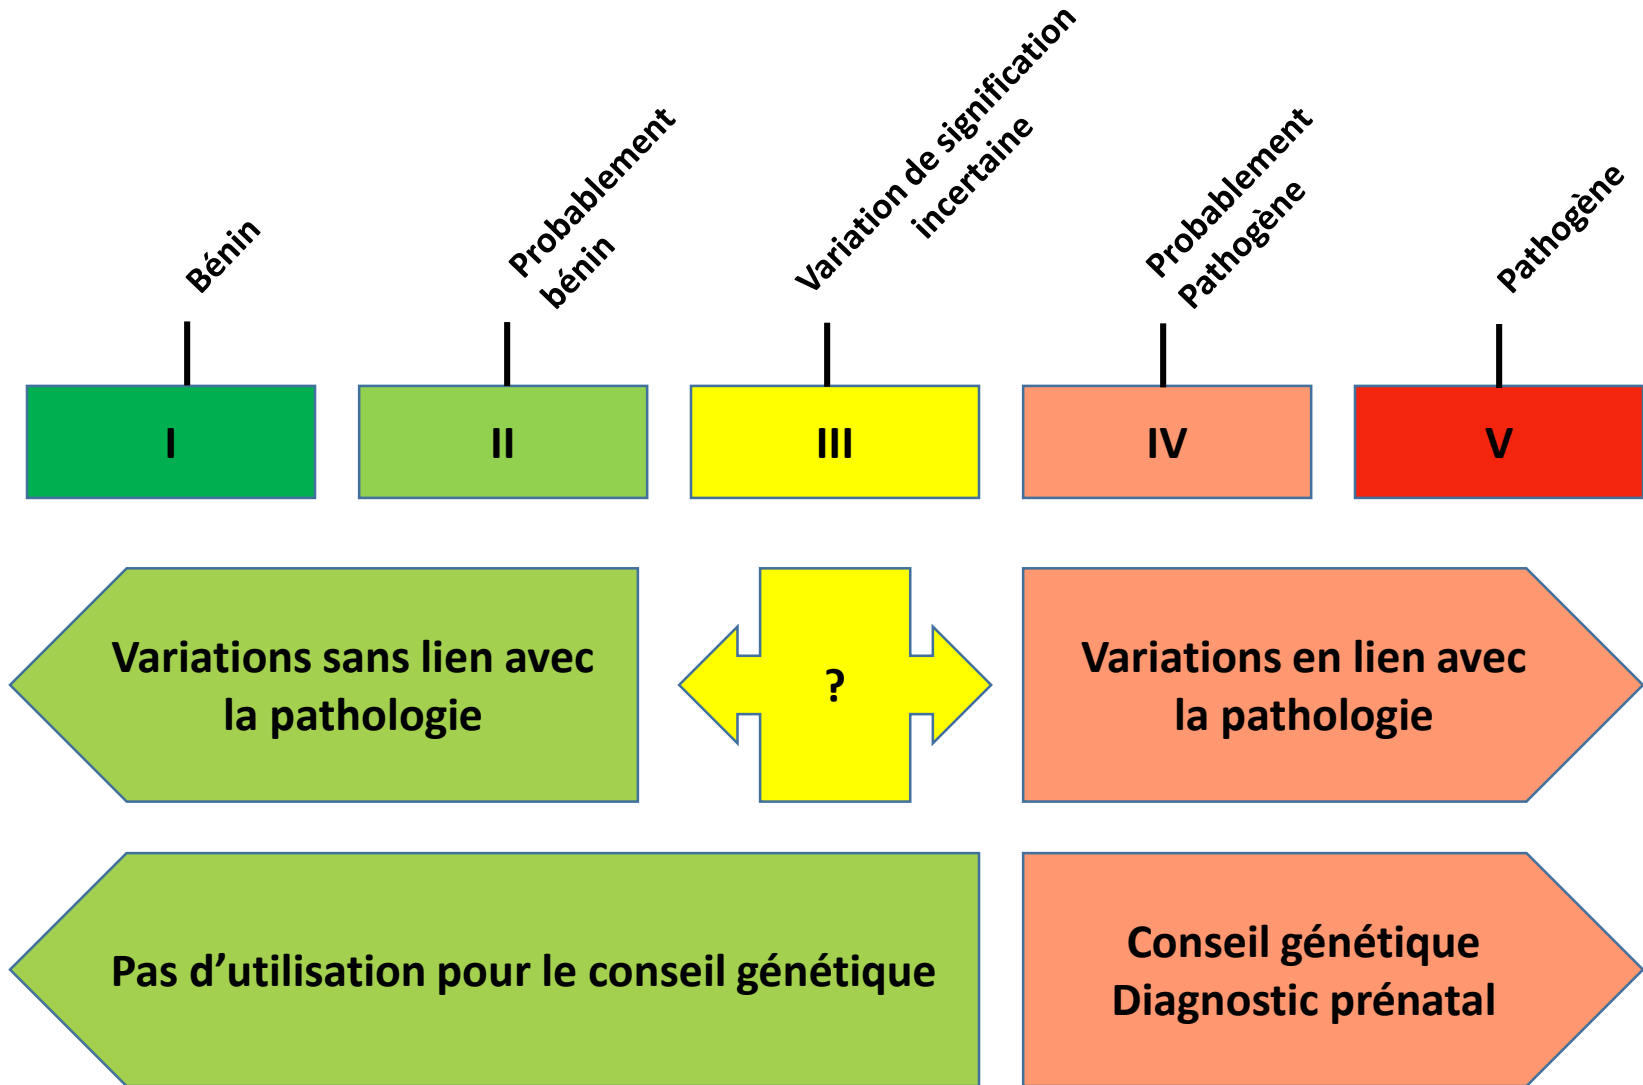 Bénin
Probablement
bénin
Variation de signification
incertaine
Probablement
Pathogène
Pathogène
I
II
III
IV
V
Variations sans lien avec
la pathologie
?
Variations en lien avec
la pathologie
Pas d’utilisation pour le conseil génétique
Conseil génétique
Diagnostic prénatal